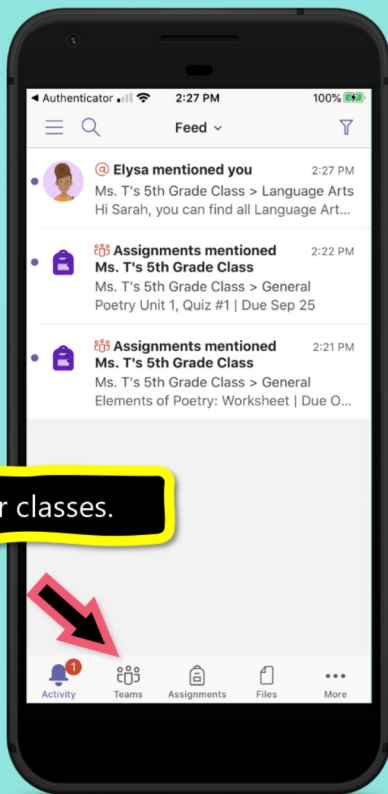 ◄ Authenticator 2:27 PM 100%
Feed
@ Elysa mentioned you 2:27 PM
Ms. T's 5th Grade Class > Language Arts
Hi Sarah, you can find all Language Art...
Assignments mentioned 2:22 PM
Ms. T's 5th Grade Class
Ms. T's 5th Grade Class > General
Poetry Unit 1, Quiz #1 | Due Sep 25
Assignments mentioned 2:21 PM
Ms. T's 5th Grade Class
Ms. T's 5th Grade Class > General
Elements of Poetry: Worksheet | Due O...
r classes.
1
Activity Teams Assignments Files More